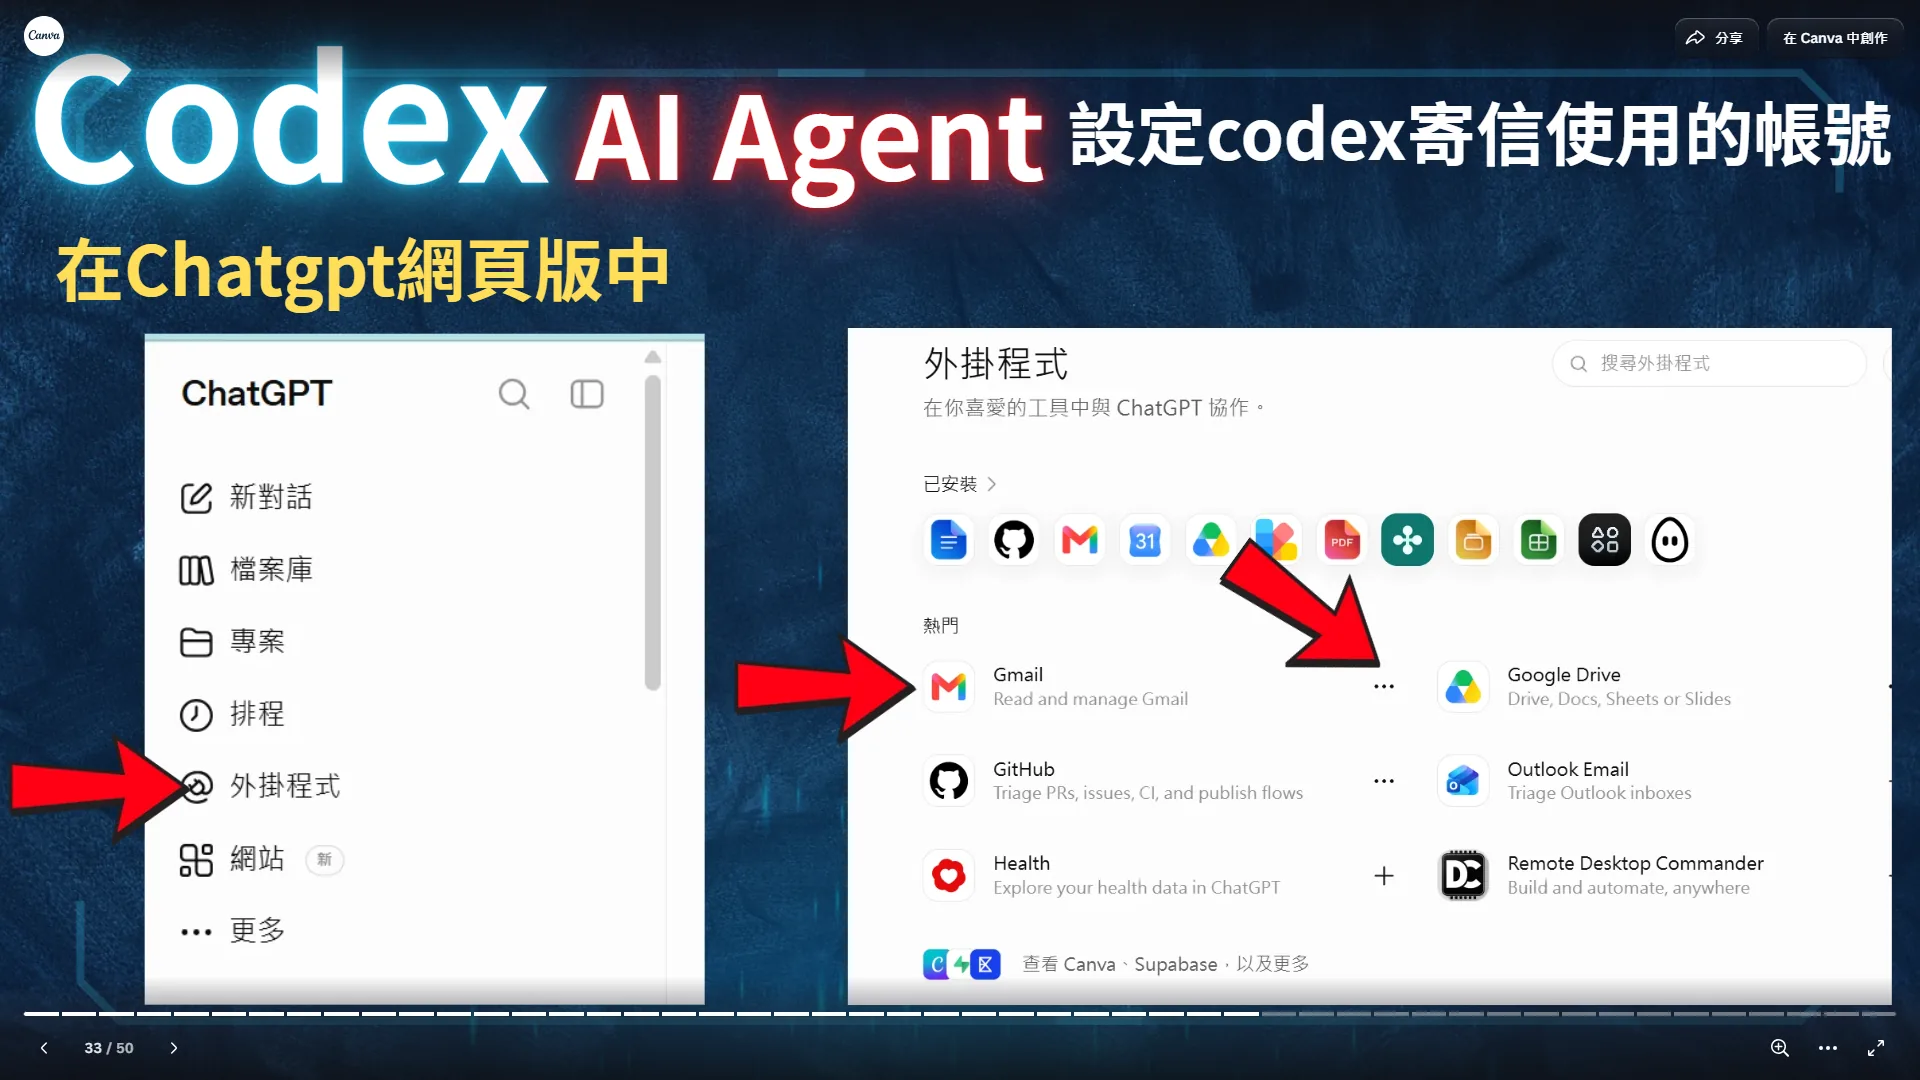 Canva
分享
在 Canva 中創作
Codex AI Agent 設定codex寄信使用的帳號
在Chatgpt網頁版中
ChatGPT
新對話
檔案庫
專案
排程
外掛程式
網站 新
更多
外掛程式
搜尋外掛程式
在你喜愛的工具中與 ChatGPT 協作。
已安裝
31
PDF
熱門
Gmail
Read and manage Gmail
Google Drive
Drive, Docs, Sheets or Slides
GitHub
Triage PRs, issues, CI, and publish flows
Outlook Email
Triage Outlook inboxes
Health
Explore your health data in ChatGPT
DC
Remote Desktop Commander
Build and automate, anywhere
查看 Canva、Supabase，以及更多
33 / 50